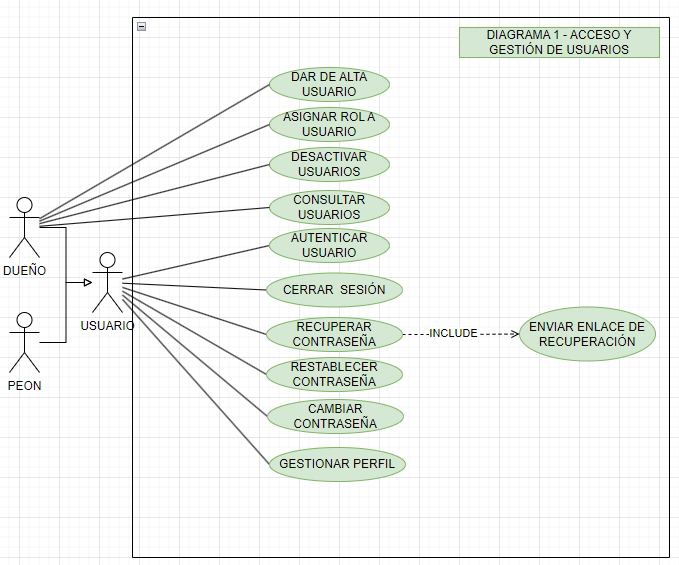 DIAGRAMA 1 - ACCESO Y
GESTIÓN DE USUARIOS
DAR DE ALTA
USUARIO
ASIGNAR ROL A
USUARIO
DESACTIVAR
USUARIOS
CONSULTAR
USUARIOS
AUTENTICAR
USUARIO
CERRAR SESIÓN
RECUPERAR
CONTRASEÑA
INCLUDE
ENVIAR ENLACE DE
RECUPERACIÓN
RESTABLECER
CONTRASEÑA
CAMBIAR
CONTRASEÑA
GESTIONAR PERFIL
DUEÑO
USUARIO
PEON